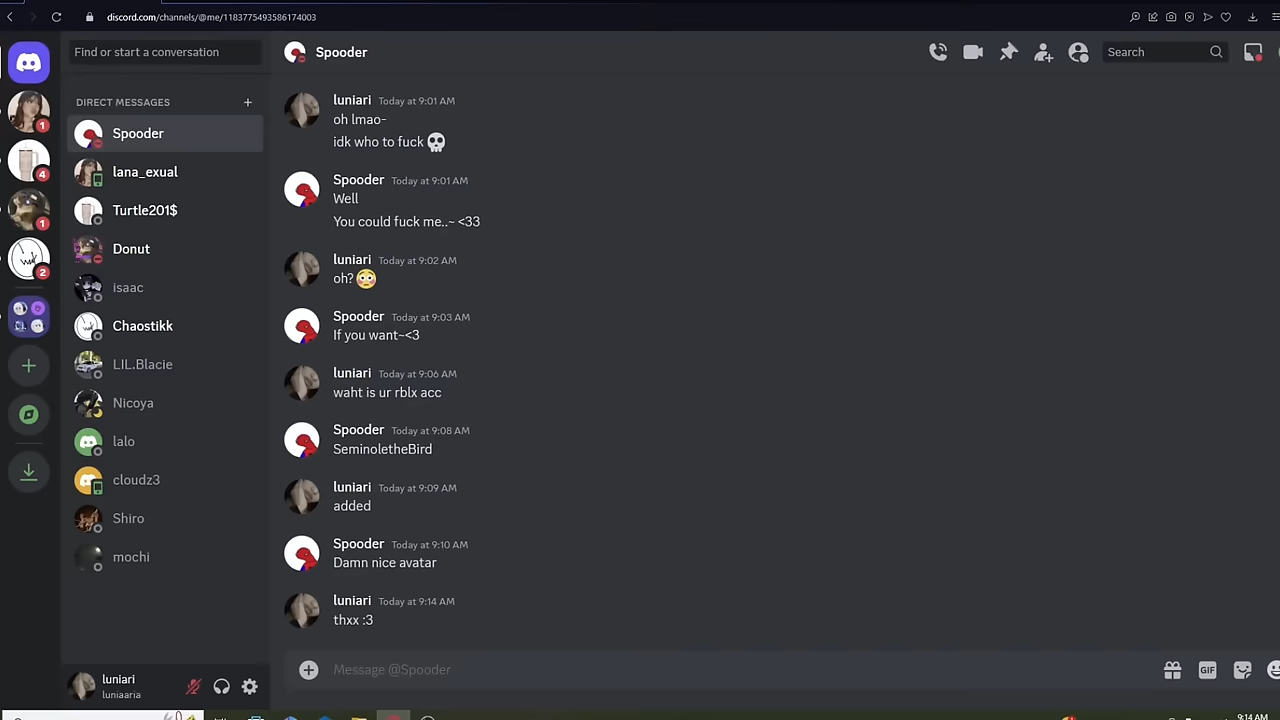 discord.com/channels/@me/1183775493586174003
Find or start a conversation
Spooder
Search
DIRECT MESSAGES
Spooder
lana_exual
Turtle201$
Donut
isaac
Chaostikk
LIL.Blacie
Nicoya
lalo
cloudz3
Shiro
mochi
1
4
1
2
luniari
luniaaria
luniari Today at 9:01 AM
oh lmao-
idk who to fuck
Spooder Today at 9:01 AM
Well
You could fuck me..~ <33
luniari Today at 9:02 AM
oh?
Spooder Today at 9:03 AM
If you want~<3
luniari Today at 9:06 AM
waht is ur rblx acc
Spooder Today at 9:08 AM
SeminoletheBird
luniari Today at 9:09 AM
added
Spooder Today at 9:10 AM
Damn nice avatar
luniari Today at 9:14 AM
thxx :3
Message @Spooder
GIF
9:14 AM